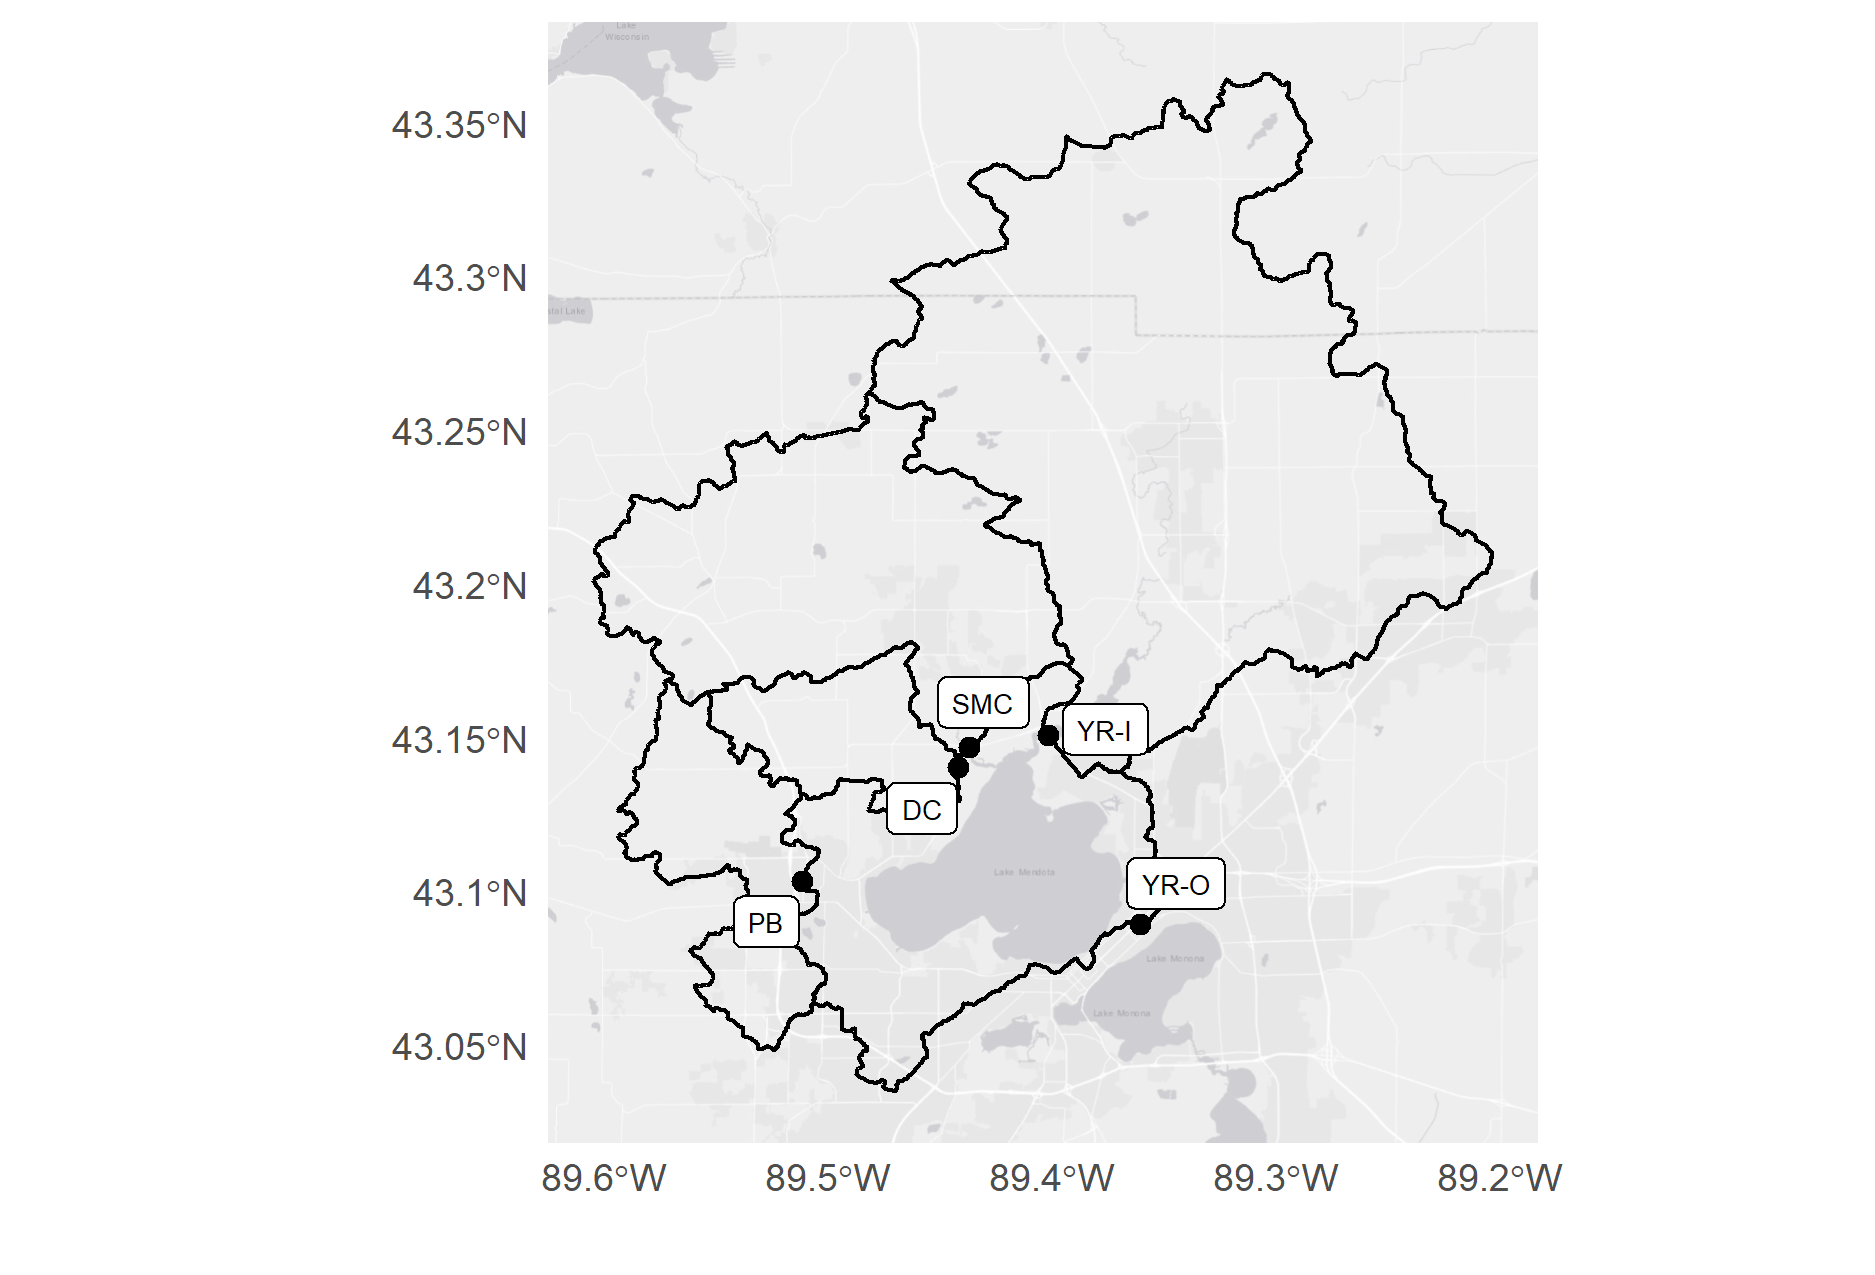 Lake
Wisconsin
43.35°N
43.3°N
stal Lake
43.25°N
43.2°N
SMC
YR-I
43.15°N
DC
Lake Mendota
YR-O
43.1°N
PB
Lake Monona
Lake Monona
43.05°N
89.6°W
89.5°W
89.4°W
89.3°W
89.2°W